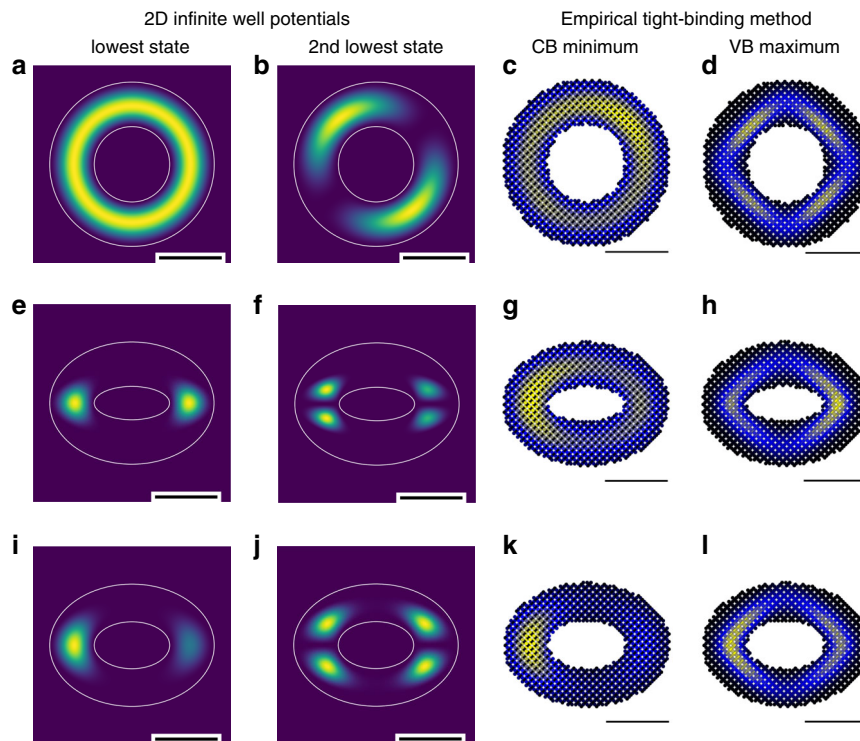 2D infinite well potentials
Empirical tight-binding method
lowest state
2nd lowest state
CB minimum
VB maximum
a
b
c
d
e
f
g
h
i
j
k
l